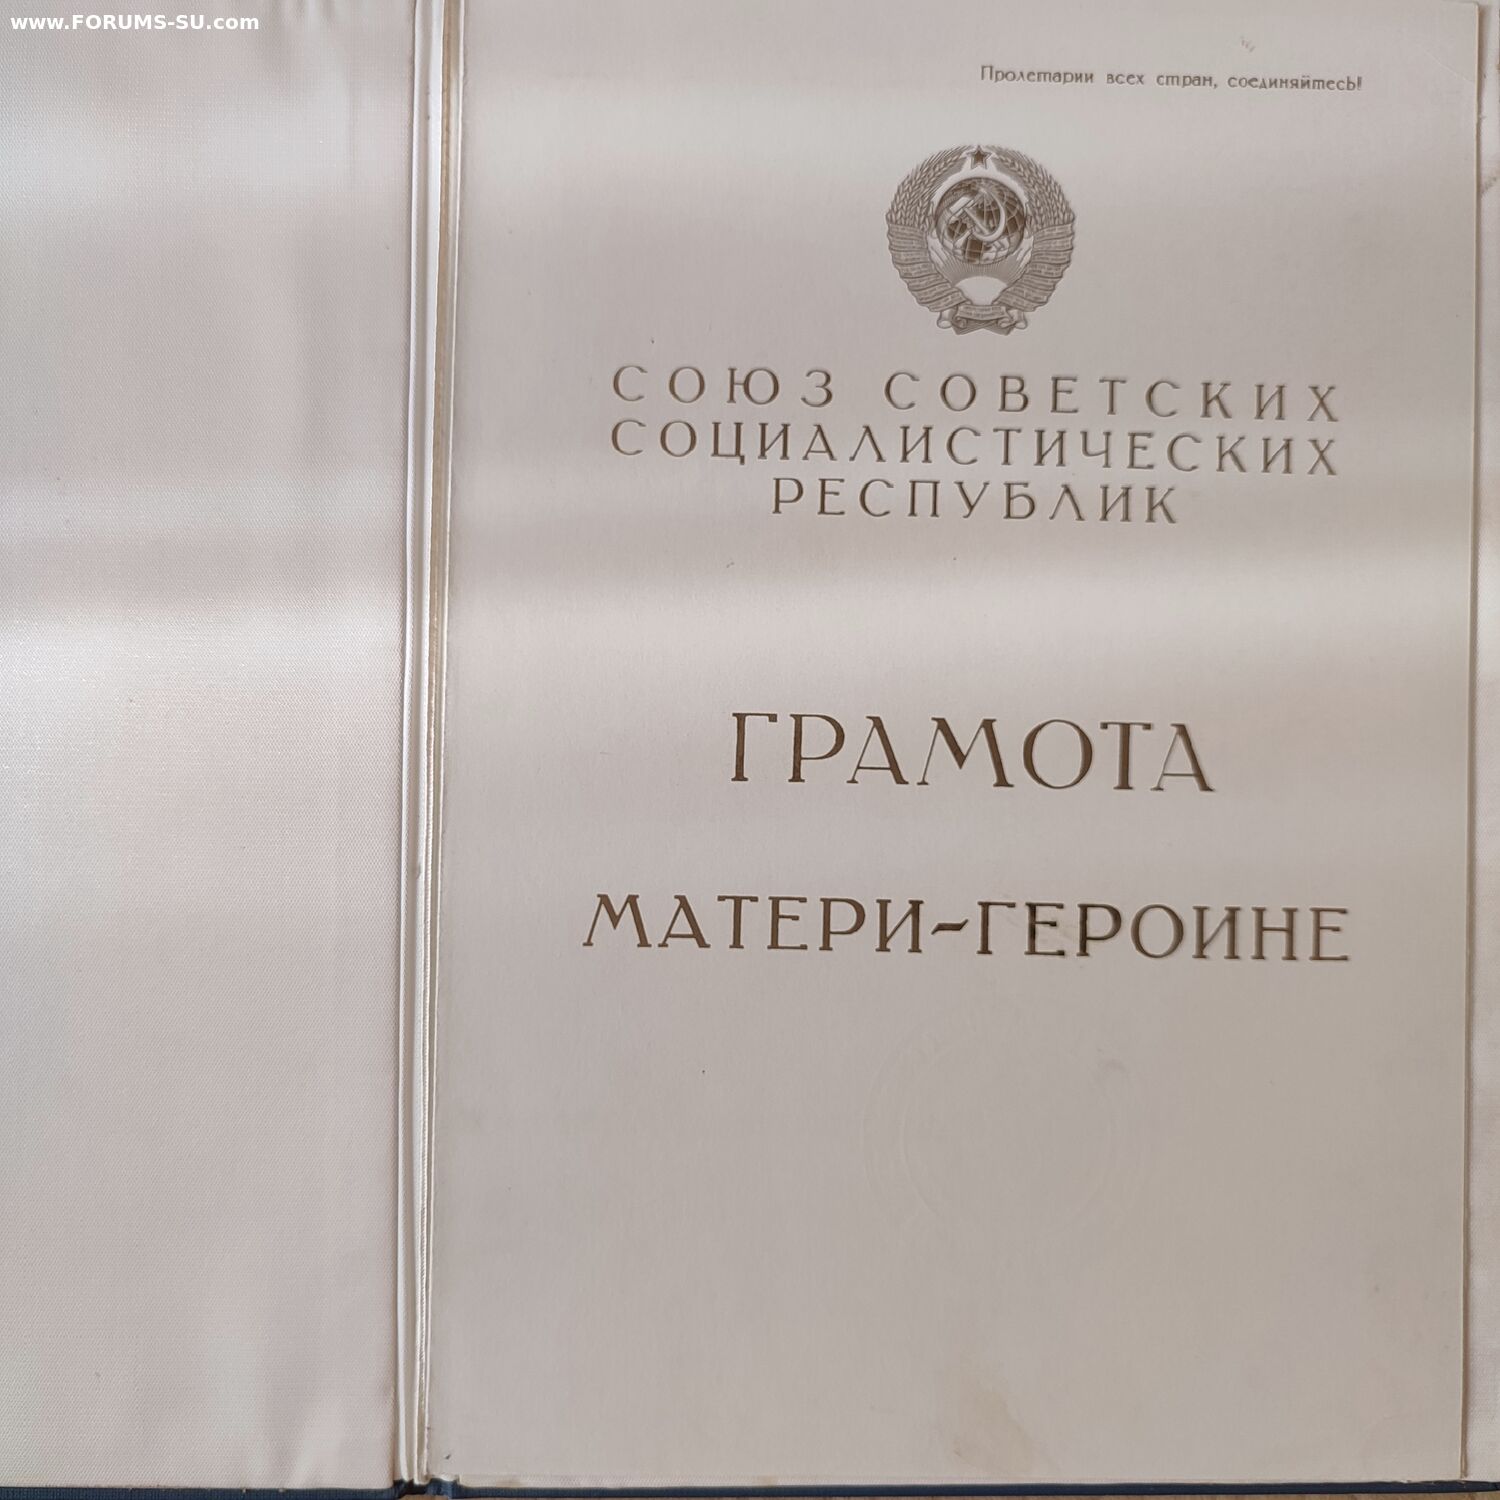 www.FORUMS-SU.com
Пролетарии всех стран, соединяйтесь!
СОЮЗ СОВЕТСКИХ
СОЦИАЛИСТИЧЕСКИХ
РЕСПУБЛИК
ГРАМОТА
МАТЕРИ-ГЕРОИНЕ